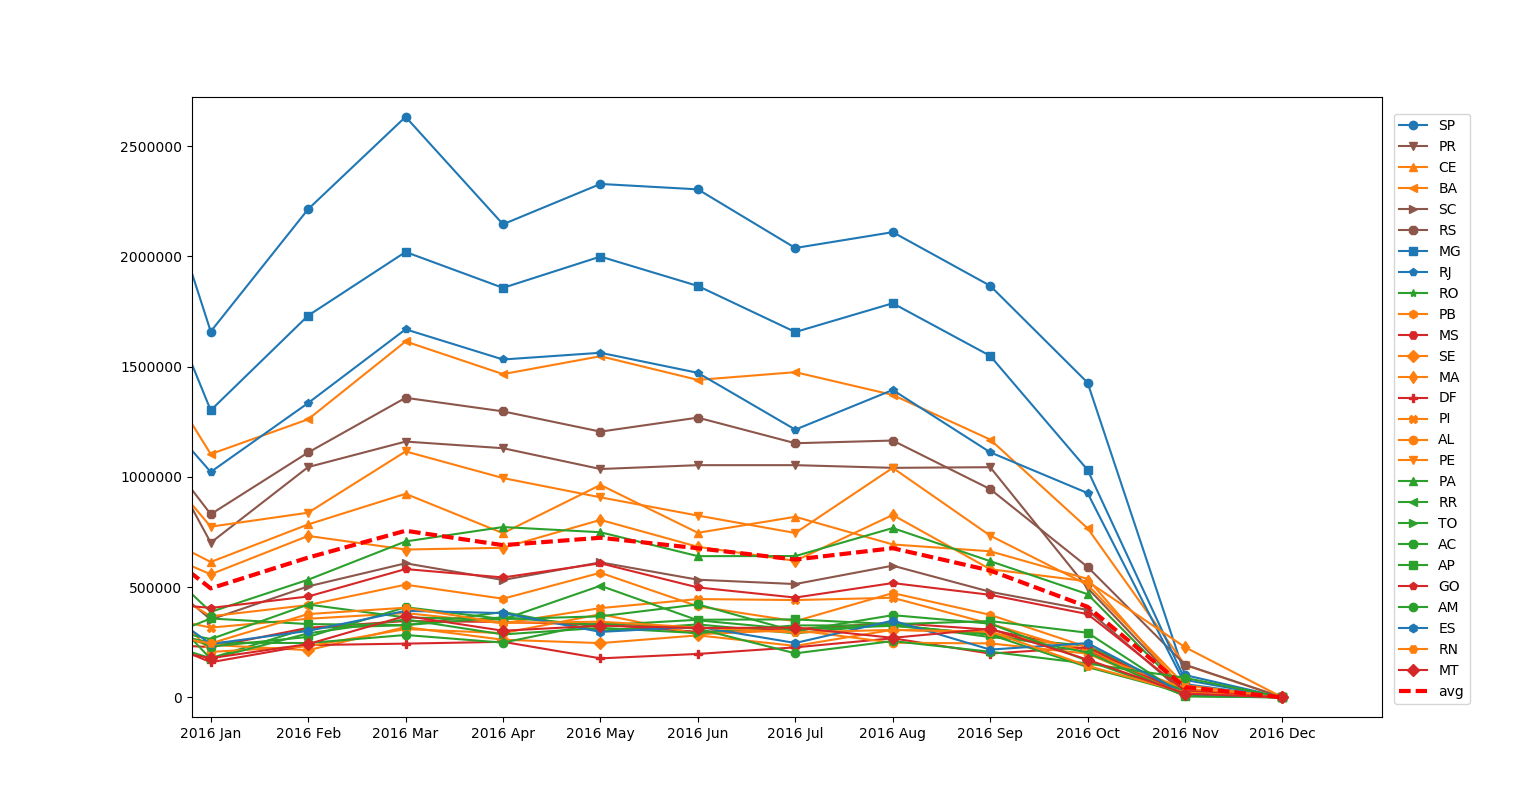 2500000
2000000
1500000
1000000
500000
0
2016 Jan
2016 Feb
2016 Mar
2016 Apr
2016 May
2016 Jun
2016 Jul
2016 Aug
2016 Sep
2016 Oct
2016 Nov
2016 Dec
SP
PR
CE
BA
SC
RS
MG
RJ
RO
PB
MS
SE
MA
DF
PI
AL
PE
PA
RR
TO
AC
AP
GO
AM
ES
RN
MT
avg